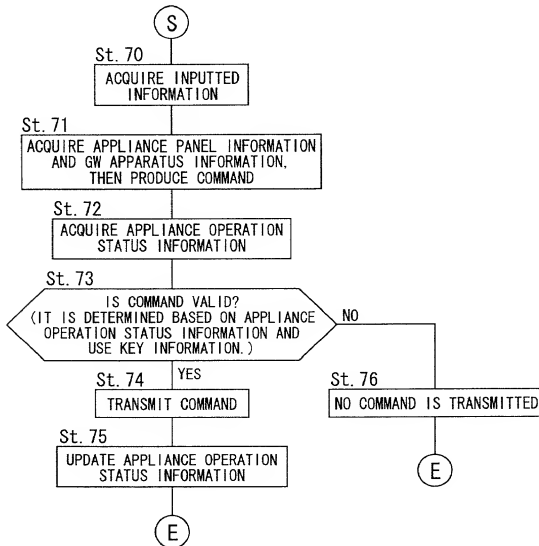 S
St. 70
ACQUIRE INPUTTED
INFORMATION
St. 71
ACQUIRE APPLIANCE PANEL INFORMATION
AND GW APPARATUS INFORMATION,
THEN PRODUCE COMMAND
St. 72
ACQUIRE APPLIANCE OPERATION
STATUS INFORMATION
St. 73
IS COMMAND VALID?
(IT IS DETERMINED BASED ON APPLIANCE
OPERATION STATUS INFORMATION AND
USE KEY INFORMATION.)
NO
YES
St. 74
TRANSMIT COMMAND
St. 76
NO COMMAND IS TRANSMITTED
St. 75
UPDATE APPLIANCE OPERATION
STATUS INFORMATION
E
E